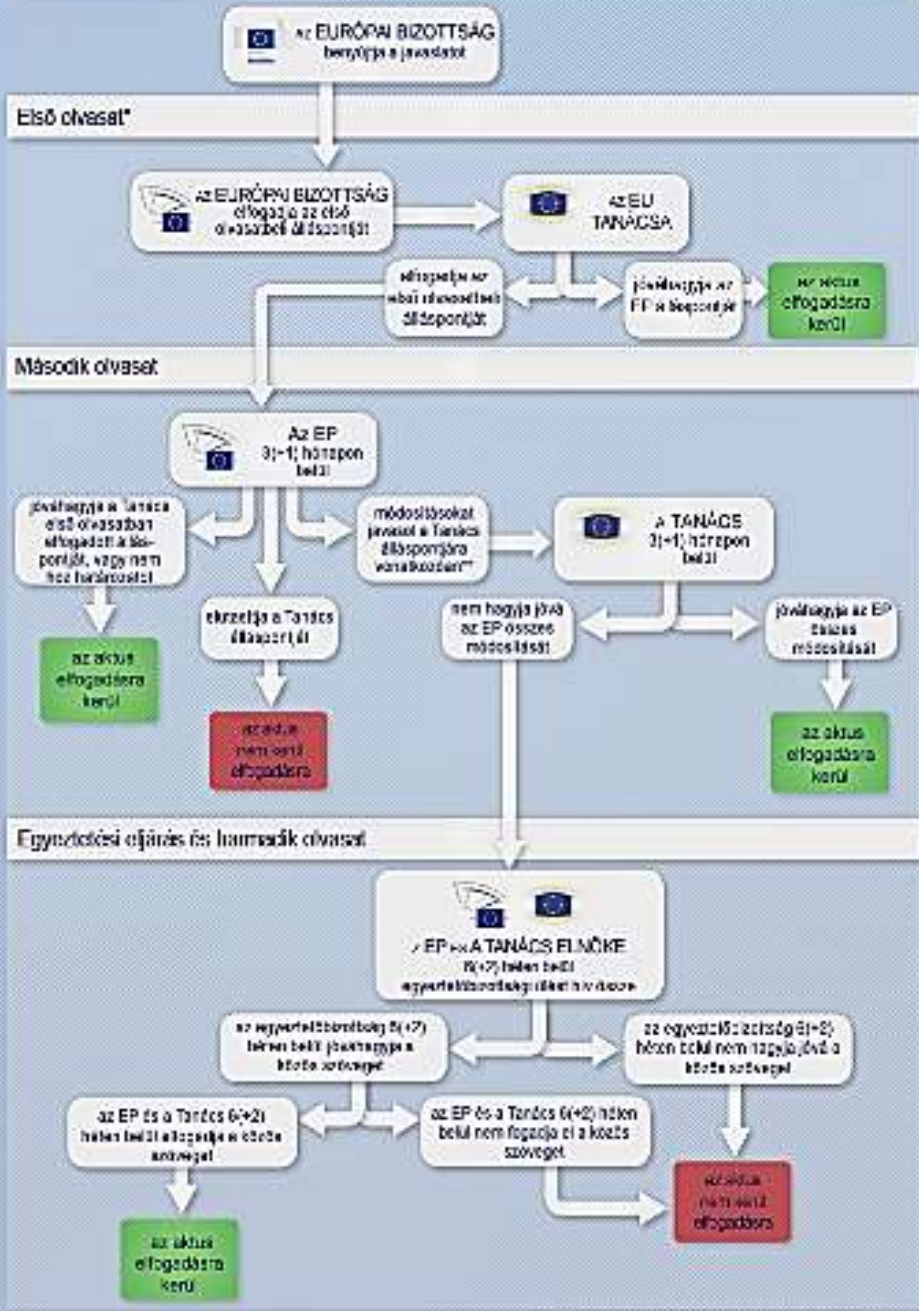 az EURÓPAI BIZOTTSÁG
benyújtja a javaslatot
Első olvasat*
AZ EURÓPAI BIZOTTSÁG
elfogadja az első
olvasatbeli álláspontját
AZ EU
TANÁCSA
elfogadja az
első olvasatbeli
álláspontját
jóváhagyja az
EP álláspontját
az aktus
elfogadásra
kerül
Második olvasat
Az EP
3(+1) hónapon
belül
jóváhagyja a Tanács
első olvasatban
elfogadott állás-
pontját, vagy nem
hoz határozatot
módosításokat
javasol a Tanács
álláspontjára
vonatkozóan**
A TANÁCS
3(+1) hónapon
belül
elutasítja a Tanács
álláspontját
nem hagyja jóvá
az EP összes
módosítását
jóváhagyja az EP
összes
módosítását
az aktus
elfogadásra
kerül
az aktus
nem kerül
elfogadásra
az aktus
elfogadásra
kerül
Egyeztetési eljárás és harmadik olvasat
EP és A TANÁCS ELNÖKE
6(+2) héten belül
egyeztetőbizottsági ülést hív össze
az egyeztetőbizottság 6(+2)
héten belül jóváhagyja a
közös szöveget
az egyeztetőbizottság 6(+2)
héten belul nem hagyja jóvá a
közös szöveget
az EP és a Tanács 6(+2)
héten belül elfogadja a közös
szöveget
az EP és a Tanács 6(+2) héten
belul nem fogadja el a közös
szöveget
az aktus
nem kerül
elfogadásra
az aktus
elfogadásra
kerül